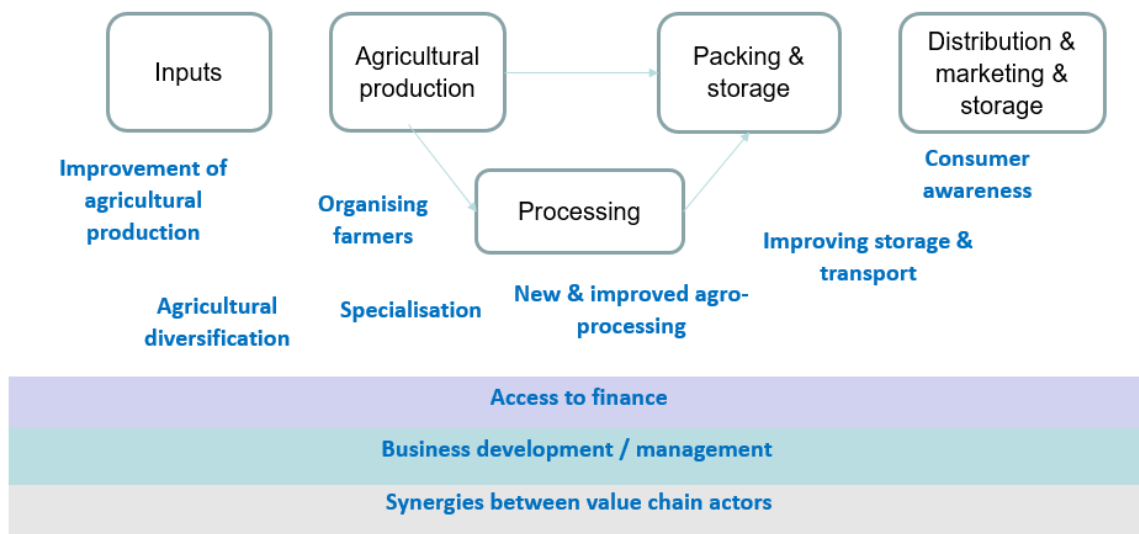 Inputs
Agricultural
production
Packing &
storage
Distribution &
marketing &
storage
Processing
Improvement of
agricultural
production
Organising
farmers
Consumer
awareness
Improving storage &
transport
Agricultural
diversification
Specialisation
New & improved agro-
processing
Access to finance
Business development / management
Synergies between value chain actors